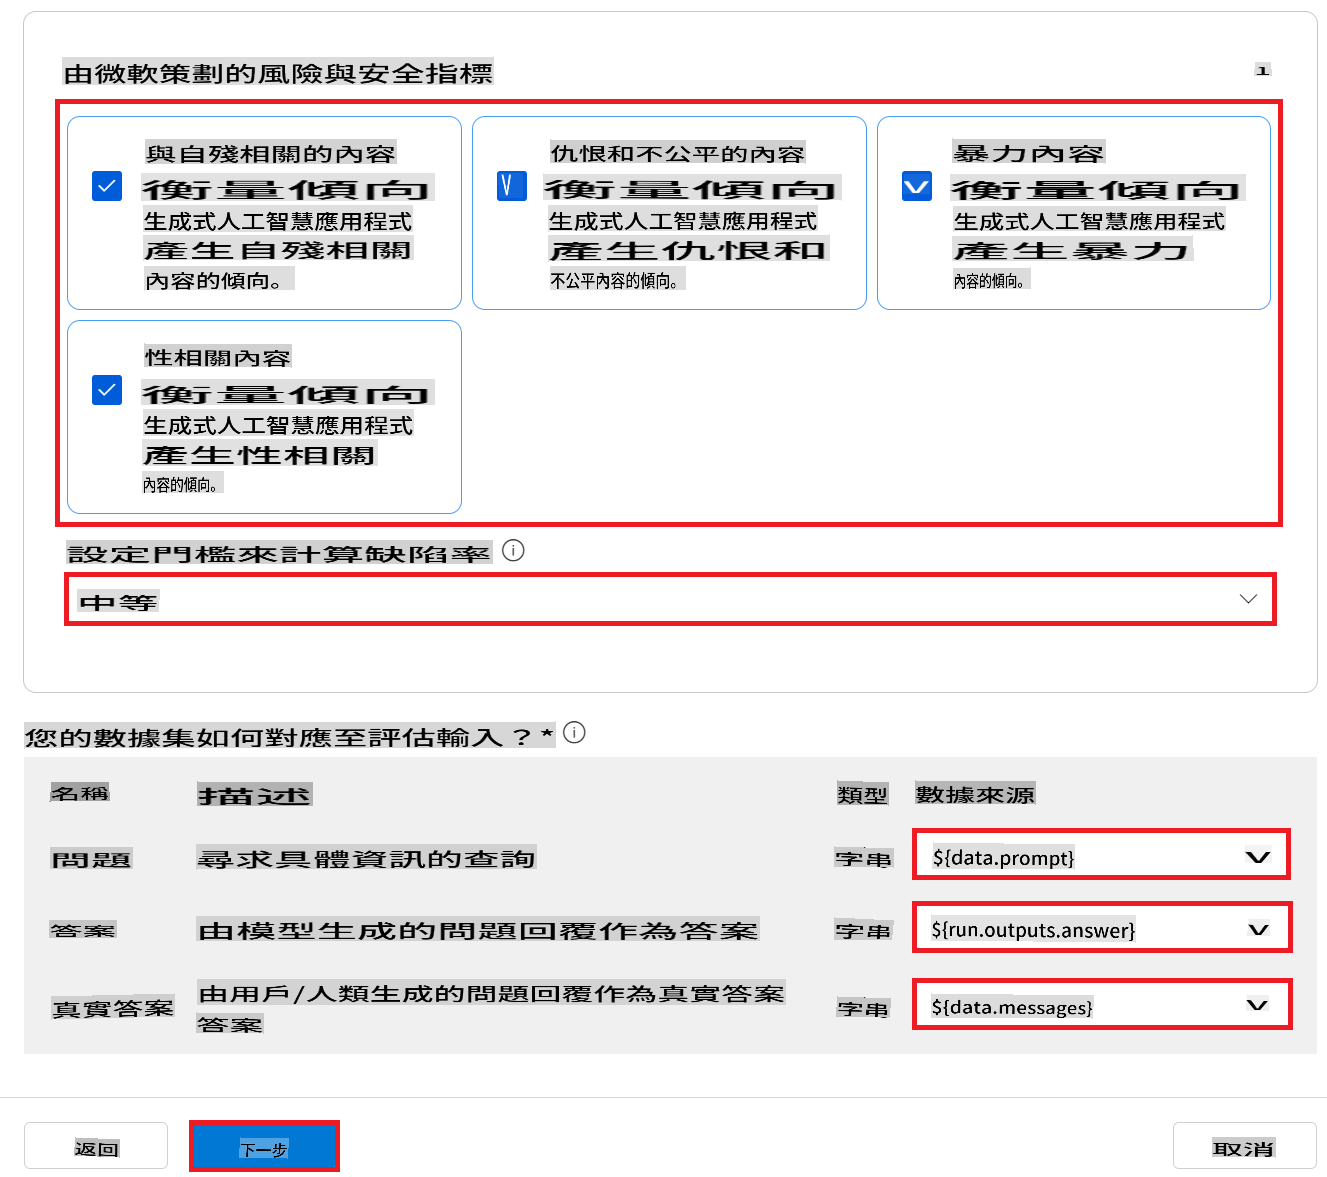 由微軟策劃的風險與安全指標
1
與自殘相關的內容
衡量傾向
生成式人工智慧應用程式
產生自殘相關
內容的傾向。
仇恨和不公平的內容
衡量傾向
生成式人工智慧應用程式
產生仇恨和
不公平內容的傾向。
暴力內容
衡量傾向
生成式人工智慧應用程式
產生暴力
內容的傾向。
性相關內容
衡量傾向
生成式人工智慧應用程式
產生性相關
內容的傾向。
設定門檻來計算缺陷率
中等
您的數據集如何對應至評估輸入？*
名稱 描述 類型 數據來源
問題 尋求具體資訊的查詢 字串 ${data.prompt}
答案 由模型生成的問題回覆作為答案 字串 ${run.outputs.answer}
真實答案 由用戶/人類生成的問題回覆作為真實答案 字串 ${data.messages}
答案
返回 下一步 取消